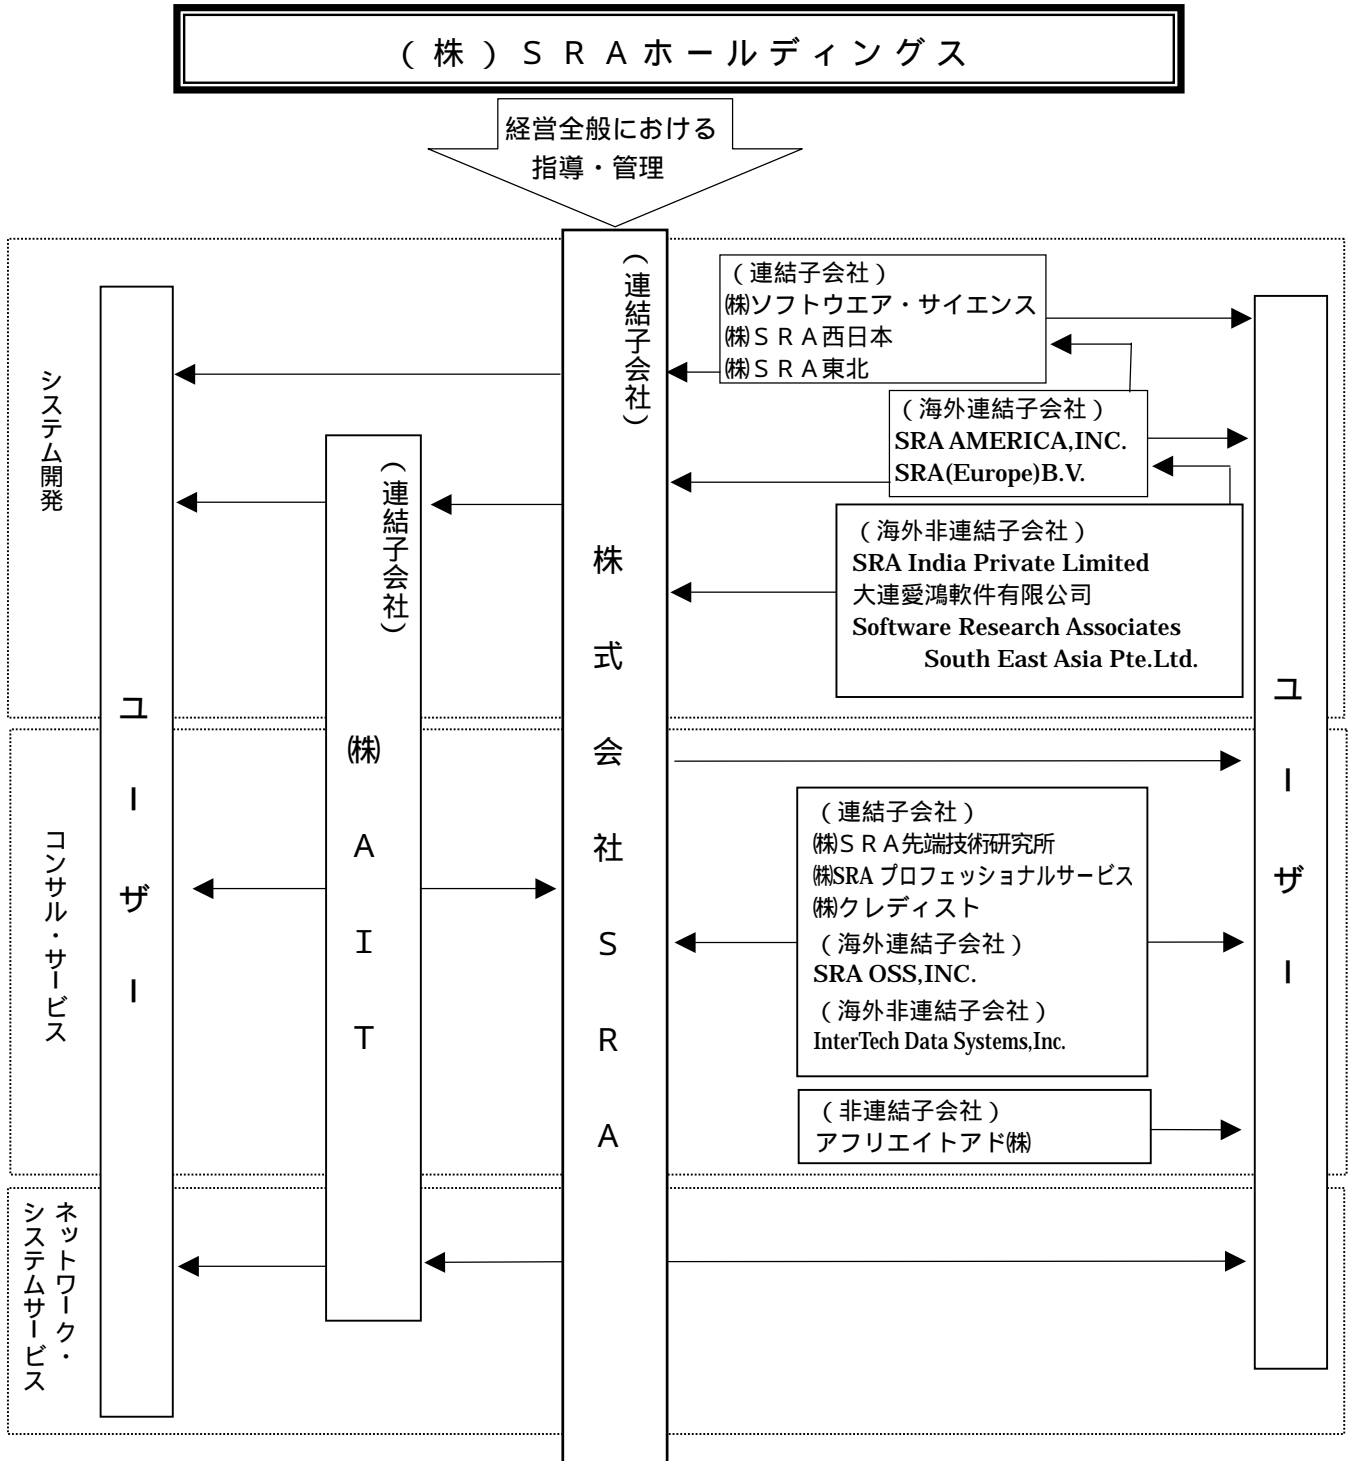 （株）ＳＲＡホールディングス
経営全般における
指導・管理
システム開発
ユーザー
（連結子会社）
㈱ＡＩＴ
（連結子会社）
株式会社ＳＲＡ
（連結子会社）
㈱ソフトウエア・サイエンス
㈱ＳＲＡ西日本
㈱ＳＲＡ東北
（海外連結子会社）
SRA AMERICA,INC.
SRA(Europe)B.V.
（海外非連結子会社）
SRA India Private Limited
大連愛鴻軟件有限公司
Software Research Associates
South East Asia Pte.Ltd.
ユーザー
コンサル・サービス
（連結子会社）
㈱ＳＲＡ先端技術研究所
㈱SRA プロフェッショナルサービス
㈱クレディスト
（海外連結子会社）
SRA OSS,INC.
（海外非連結子会社）
InterTech Data Systems,Inc.
（非連結子会社）
アフリエイトアド㈱
ネットワーク・
システムサービス